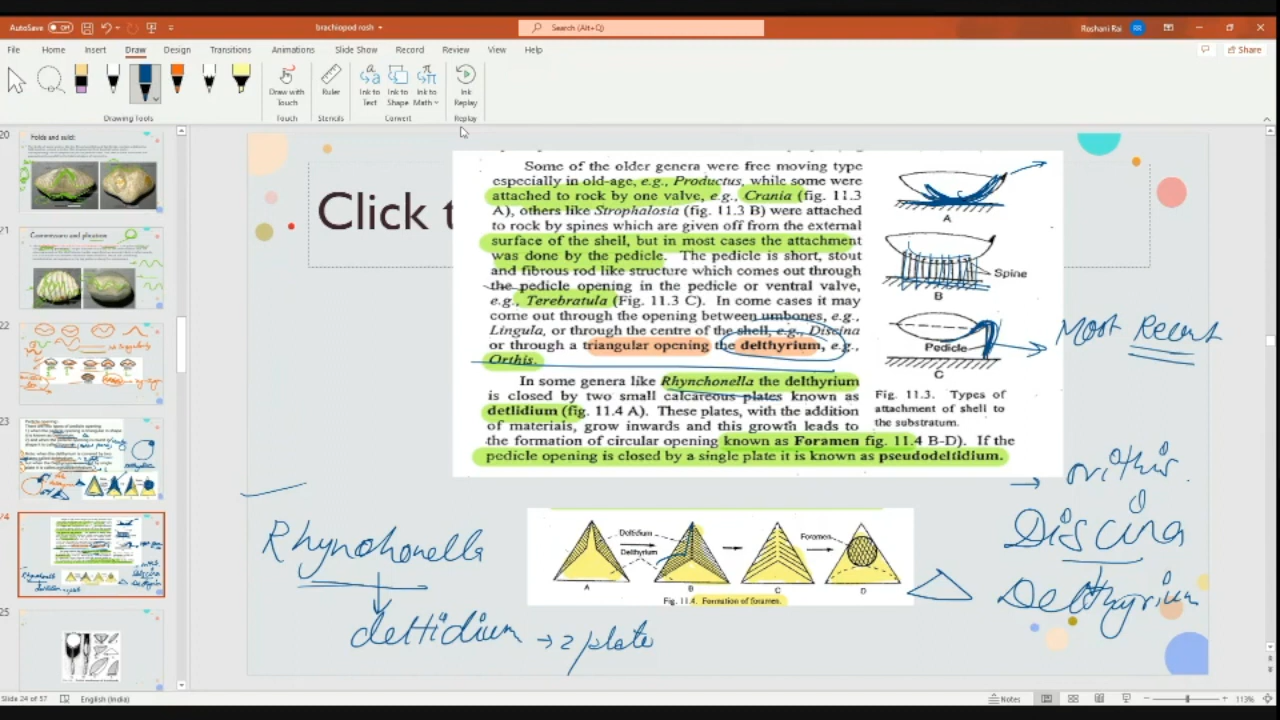 AutoSave Off
brachiopod rosh
Search (Alt+Q)
Roshani Rai
RR
File Home Insert Draw Design Transitions Animations Slide Show Record Review View Help
Share
Draw with Touch
Ruler
Ink to Text
Ink to Shape
Ink to Math
Ink Replay
Drawing Tools
Touch
Stencils
Convert
Replay
20
Folds and sulci:
21
Commissure and plication:
22
23
Pedicle opening:
24
25
Click t
Some of the older genera were free moving type
especially in old-age, e.g., Productus, while some were
attached to rock by one valve, e.g., Crania (fig. 11.3
A), others like Strophalosia (fig. 11.3 B) were attached
to rock by spines which are given off from the external
surface of the shell, but in most cases the attachment
was done by the pedicle. The pedicle is short, stout
and fibrous rod like structure which comes out through
the pedicle opening in the pedicle or ventral valve,
e.g., Terebratula (Fig. 11.3 C). In come cases it may
come out through the opening between umbones, e.g.,
Lingula, or through the centre of the shell, e.g., Discina
or through a triangular opening the delthyrium, e.g.,
Orthis.
In some genera like Rhynchonella the delthyrium
is closed by two small calcareous plates known as
detlidium (fig. 11.4 A). These plates, with the addition
of materials, grow inwards and this growth leads to
the formation of circular opening known as Foramen fig. 11.4 B-D). If the
pedicle opening is closed by a single plate it is known as pseudodeltidium.
A
Spine
B
Pedicle
C
Fig. 11.3. Types of
attachment of shell to
the substratum.
Most Recent
Rhynchonella
deltidium → 2 plate
Deltidium
Delthyrium
Foramen
A
B
C
D
Fig. 11.4. Formation of foramen.
→ orithis.
Discina
Delthyrium
Slide 24 of 57
English (India)
Notes
113%